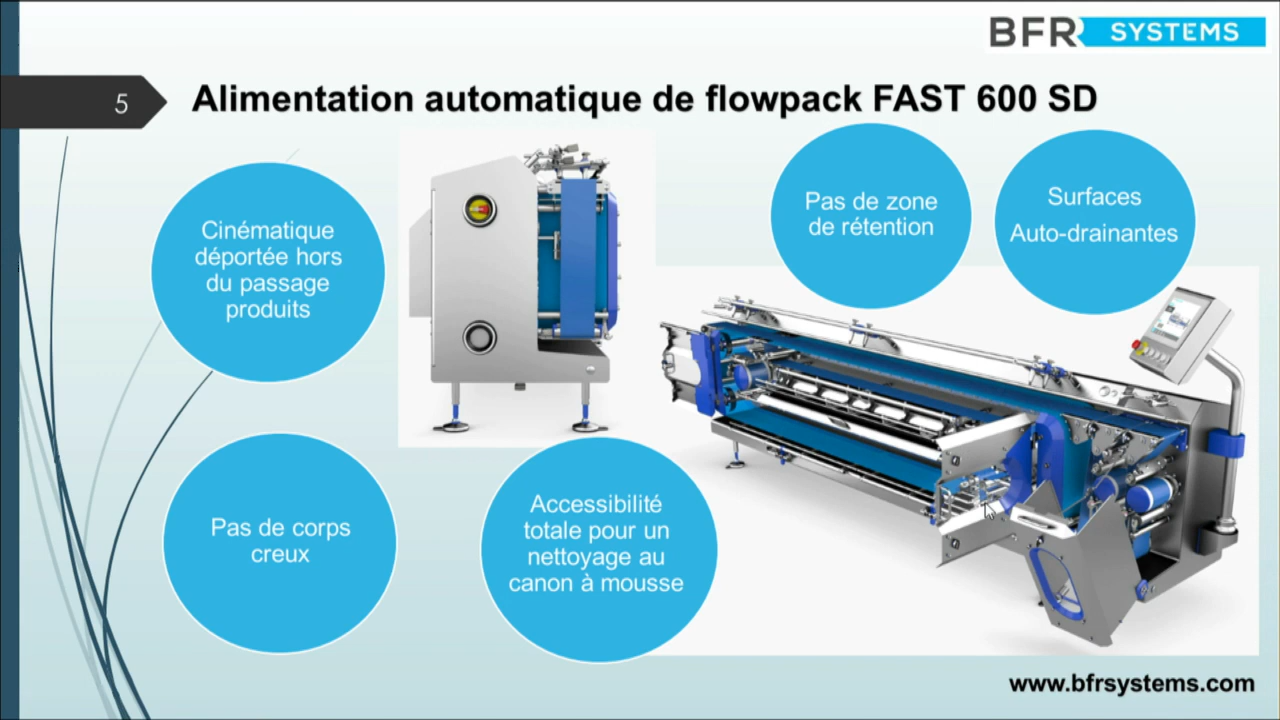 BFR SYSTEMS
5
Alimentation automatique de flowpack FAST 600 SD
Cinématique
déportée hors
du passage
produits
Pas de zone
de rétention
Surfaces
Auto-drainantes
Pas de corps
creux
Accessibilité
totale pour un
nettoyage au
canon à mousse
www.bfrsystems.com